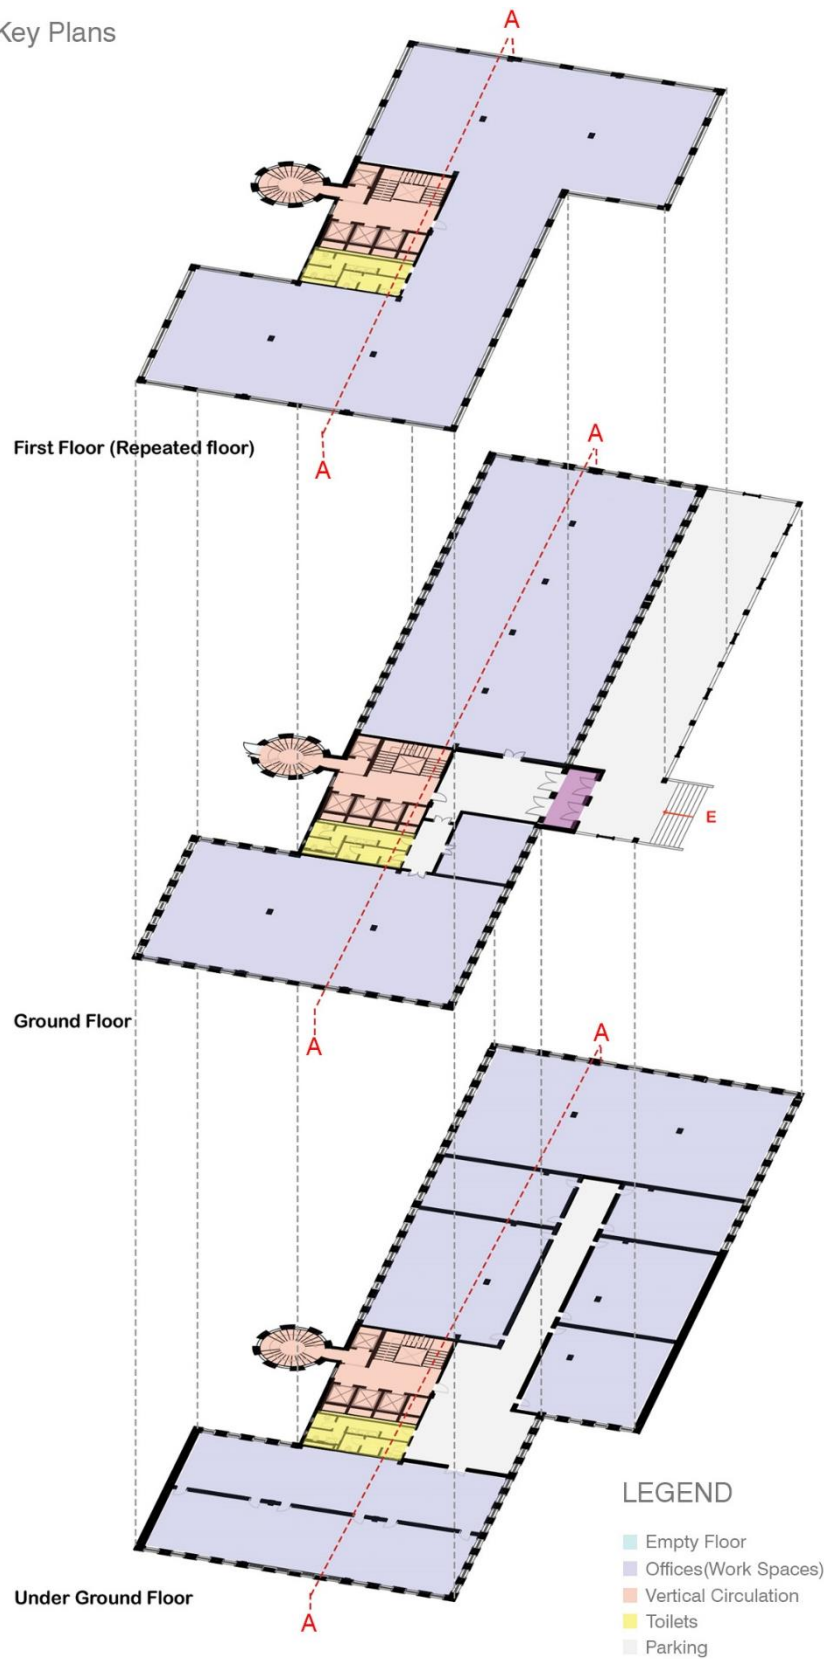 Key Plans
A
A
First Floor (Repeated floor)
A
E
A
Ground Floor
A
A
Under Ground Floor
LEGEND
Empty Floor
Offices(Work Spaces)
Vertical Circulation
Toilets
Parking